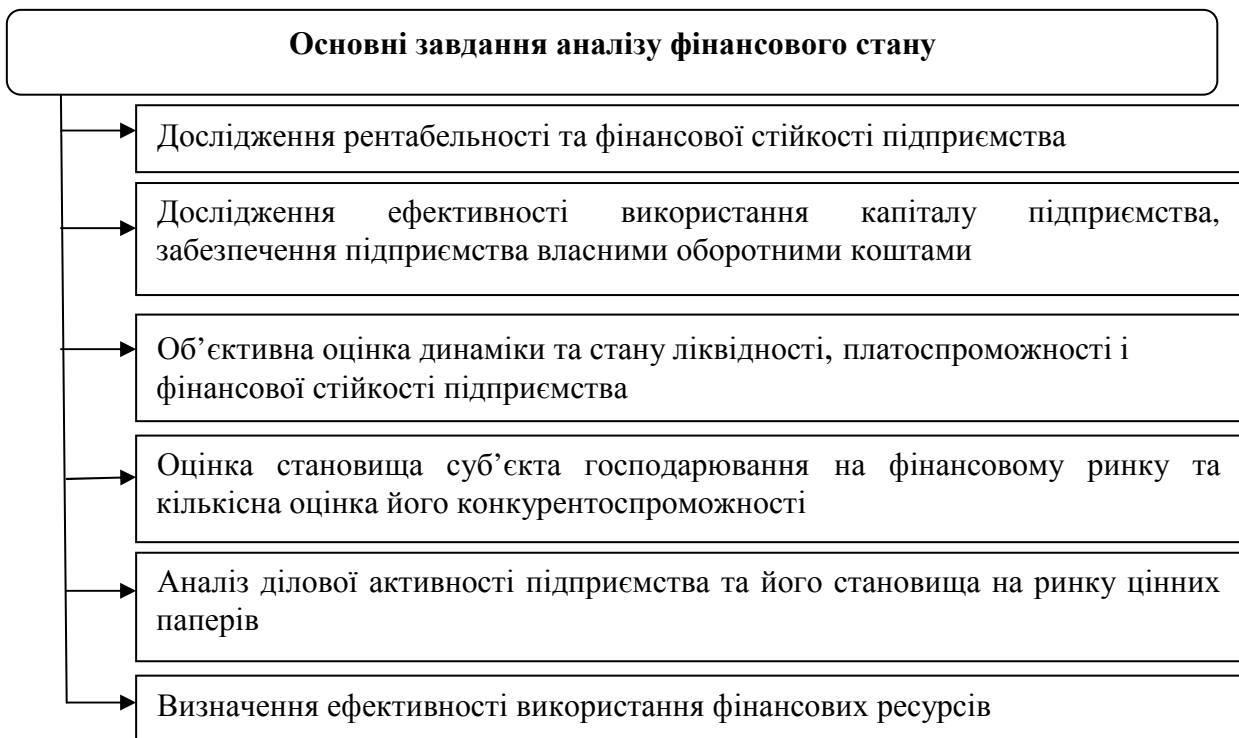 Основні завдання аналізу фінансового стану
Дослідження рентабельності та фінансової стійкості підприємства
Дослідження ефективності використання капіталу підприємства,
забезпечення підприємства власними оборотними коштами
Об’єктивна оцінка динаміки та стану ліквідності, платоспроможності і
фінансової стійкості підприємства
Оцінка становища суб’єкта господарювання на фінансовому ринку та
кількісна оцінка його конкурентоспроможності
Аналіз ділової активності підприємства та його становища на ринку цінних
паперів
Визначення ефективності використання фінансових ресурсів